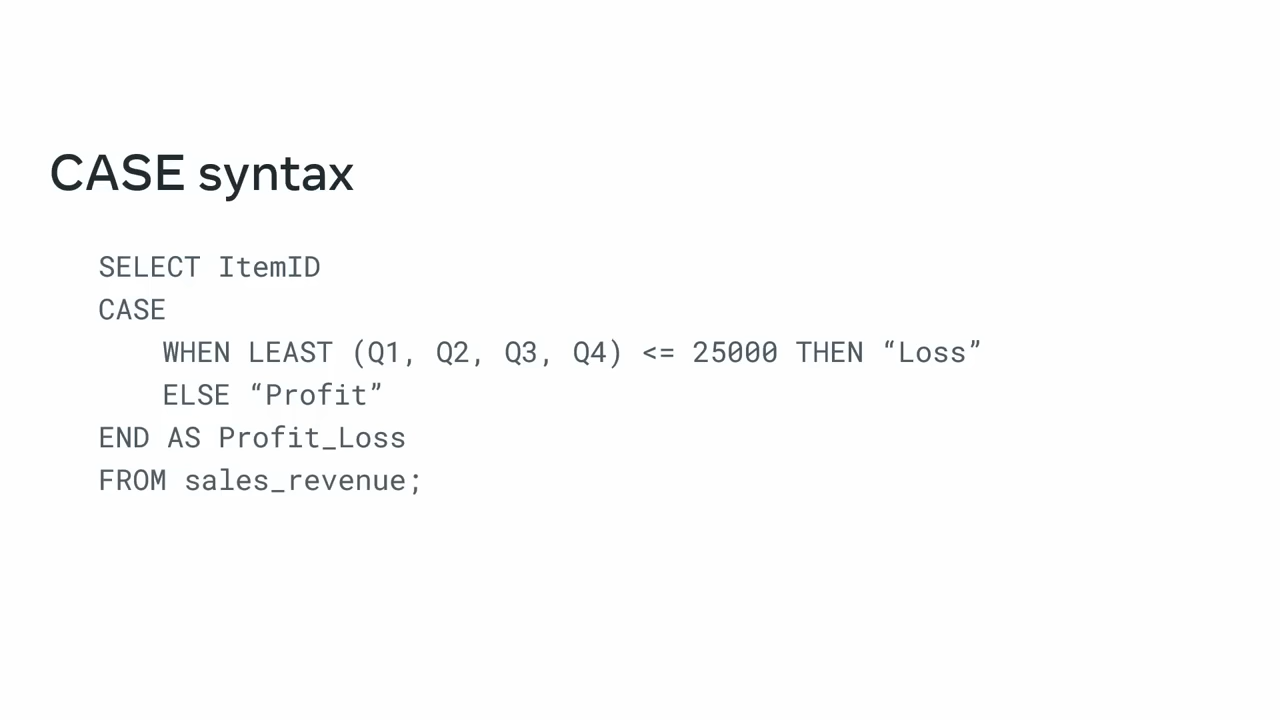 CASE syntax
SELECT ItemID
CASE
WHEN LEAST (Q1, Q2, Q3, Q4) <= 25000 THEN “Loss”
ELSE “Profit”
END AS Profit_Loss
FROM sales_revenue;